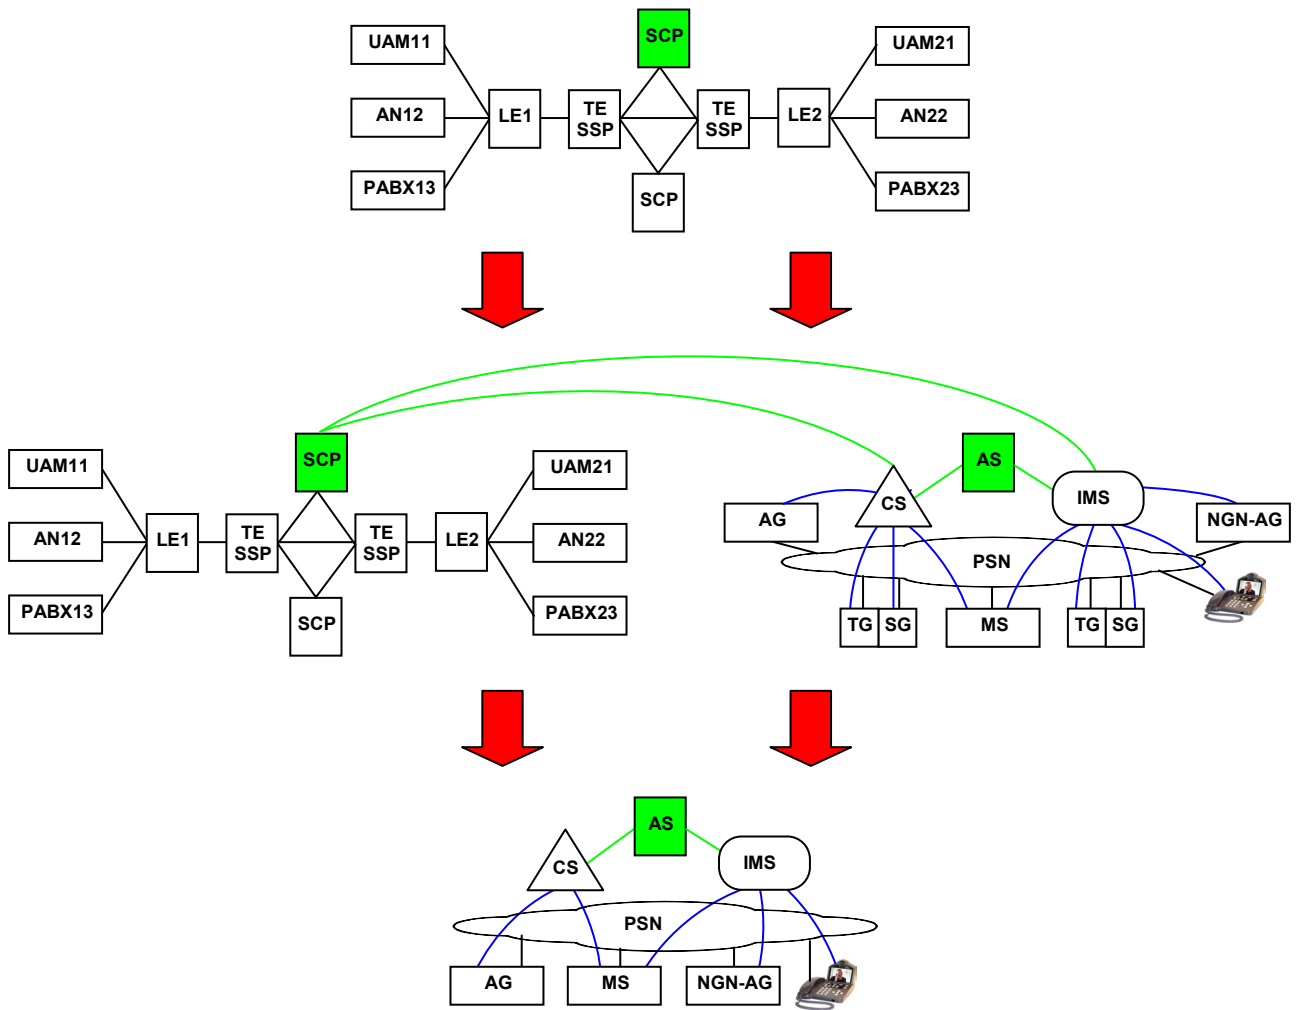 SCP
UAM11
UAM21
AN12
LE1
TE
SSP
TE
SSP
LE2
AN22
PABX13
SCP
PABX23
UAM11
SCP
UAM21
AS
CS
IMS
AG
NGN-AG
AN12
LE1
TE
SSP
TE
SSP
LE2
AN22
PSN
PABX13
SCP
PABX23
TG
SG
MS
TG
SG
AS
CS
IMS
PSN
AG
MS
NGN-AG